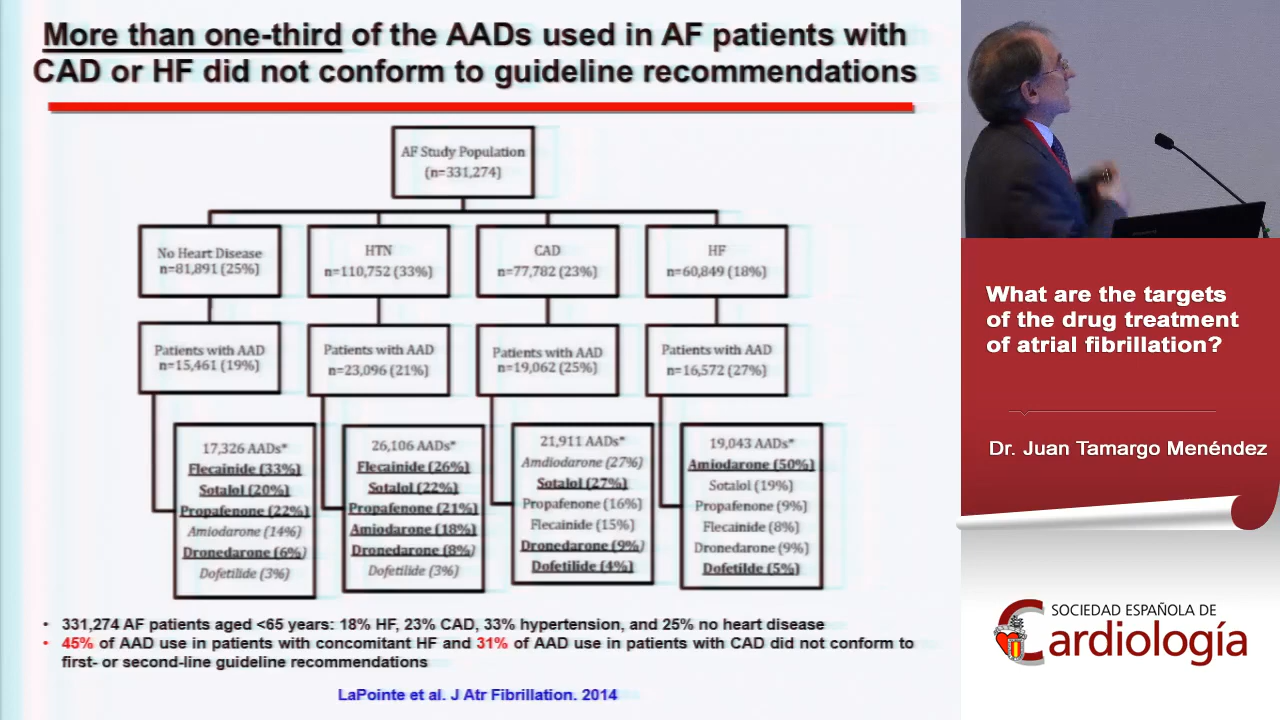 More than one-third of the AADs used in AF patients with
CAD or HF did not conform to guideline recommendations
AF Study Population
(n=331,274)
No Heart Disease
n=81,891 (25%)
HTN
n=110,752 (33%)
CAD
n=77,782 (23%)
HF
n=60,849 (18%)
Patients with AAD
n=15,461 (19%)
Patients with AAD
n=23,096 (21%)
Patients with AAD
n=19,062 (25%)
Patients with AAD
n=16,572 (27%)
17,326 AADs*
Flecainide (33%)
Sotalol (20%)
Propafenone (22%)
Amiodarone (14%)
Dronedarone (6%)
Dofetilide (3%)
26,106 AADs*
Flecainide (26%)
Sotalol (22%)
Propafenone (21%)
Amiodarone (18%)
Dronedarone (8%)
Dofetilide (3%)
21,911 AADs*
Amdiodarone (27%)
Sotalol (27%)
Propafenone (16%)
Flecainide (15%)
Dronedarone (9%)
Dofetilide (4%)
19,043 AADs*
Amiodarone (50%)
Sotalol (19%)
Propafenone (9%)
Flecainide (8%)
Dronedarone (9%)
Dofetilde (5%)
• 331,274 AF patients aged <65 years: 18% HF, 23% CAD, 33% hypertension, and 25% no heart disease
• 45% of AAD use in patients with concomitant HF and 31% of AAD use in patients with CAD did not conform to
first- or second-line guideline recommendations
LaPointe et al. J Atr Fibrillation. 2014
What are the targets
of the drug treatment
of atrial fibrillation?
Dr. Juan Tamargo Menéndez
SOCIEDAD ESPAÑOLA DE
Cardiología